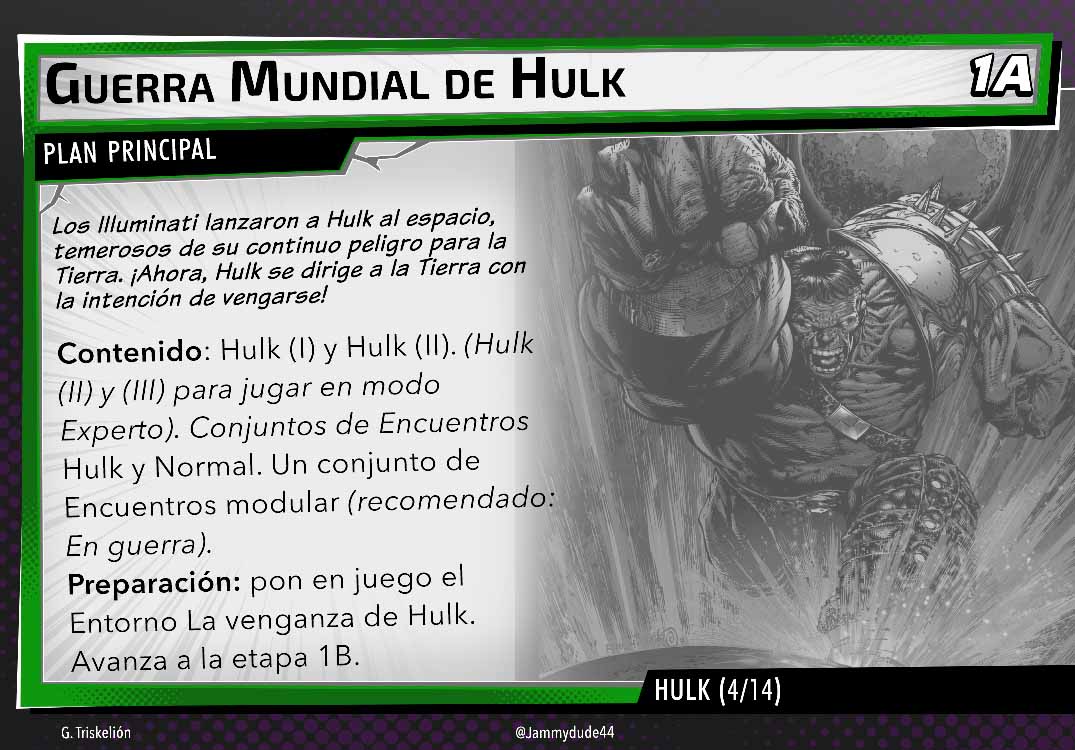 Guerra Mundial de Hulk
1A
PLAN PRINCIPAL
Los Illuminati lanzaron a Hulk al espacio,
temerosos de su continuo peligro para la
Tierra. ¡Ahora, Hulk se dirige a la Tierra con
la intención de vengarse!
Contenido: Hulk (I) y Hulk (II). (Hulk
(II) y (III) para jugar en modo
Experto). Conjuntos de Encuentros
Hulk y Normal. Un conjunto de
Encuentros modular (recomendado:
En guerra).
Preparación: pon en juego el
Entorno La venganza de Hulk.
Avanza a la etapa 1B.
HULK (4/14)
G. Triskelión
@Jammydude44